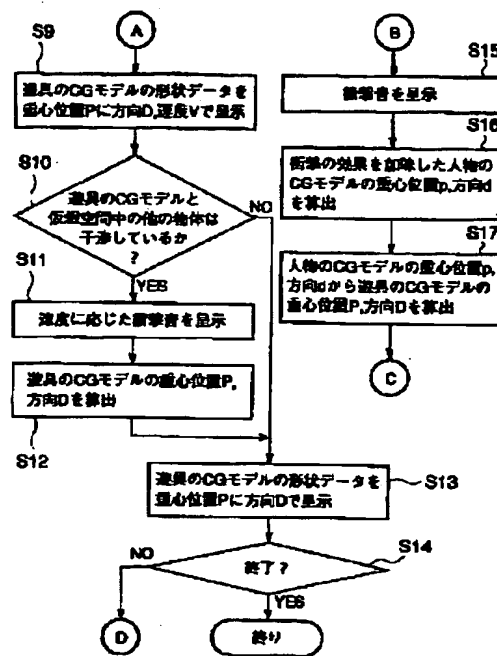 A
S9
遊具のCGモデルの形状データを
重心位置Pに方向D,速度Vで呈示
S10
遊具のCGモデルと
仮想空間中の他の物体は
干渉しているか
?
NO
YES
S11
速度に応じた衝撃音を呈示
遊具のCGモデルの重心位置P,
方向Dを算出
S12
遊具のCGモデルの形状データを
重心位置Pに方向Dで呈示
S13
終了?
S14
NO
YES
D
終り
B
S15
衝撃音を呈示
S16
衝撃の効果を加味した人物の
CGモデルの重心位置p,方向d
を算出
S17
人物のCGモデルの重心位置p,
方向dから遊具のCGモデルの
重心位置P,方向Dを算出
C